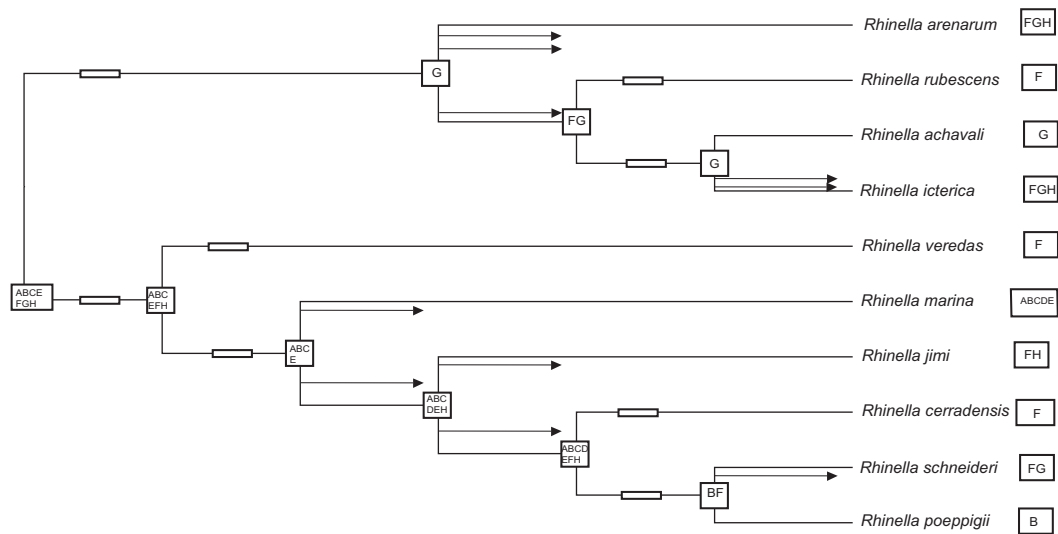 Rhinella arenarum FGH
G
Rhinella rubescens F
FG
Rhinella achavali G
G
Rhinella icterica FGH
Rhinella veredas F
ABCE
FGH
ABC
EFH
Rhinella marina ABCDE
ABC
E
Rhinella jimi FH
ABC
DEH
Rhinella cerradensis F
ABCD
EFH
Rhinella schneideri FG
BF
Rhinella poeppigii B